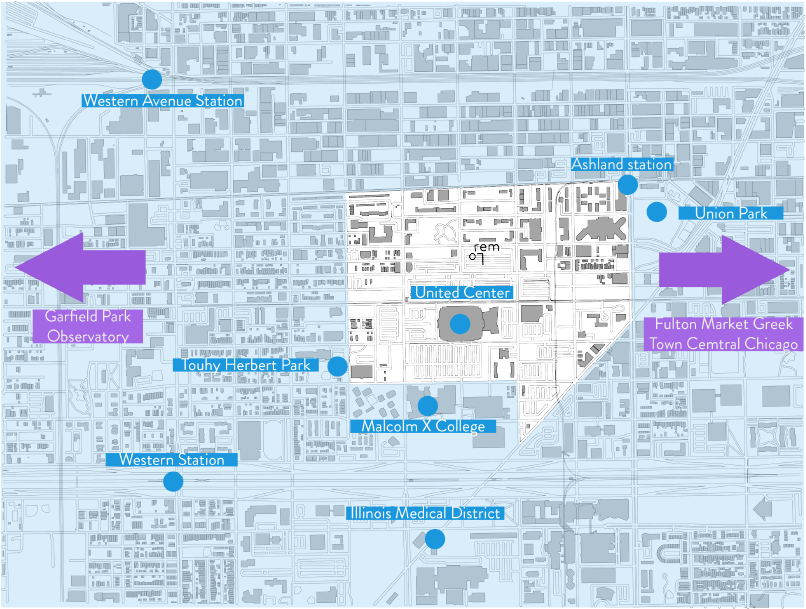 Western Avenue Station
Ashland station
Union Park
rem
lo
United Center
Garfield Park
Observatory
Fulton Market Greek
Town Cemtral Chicago
Touhy Herbert Park
Malcolm X College
Western Station
Illinois Medical District